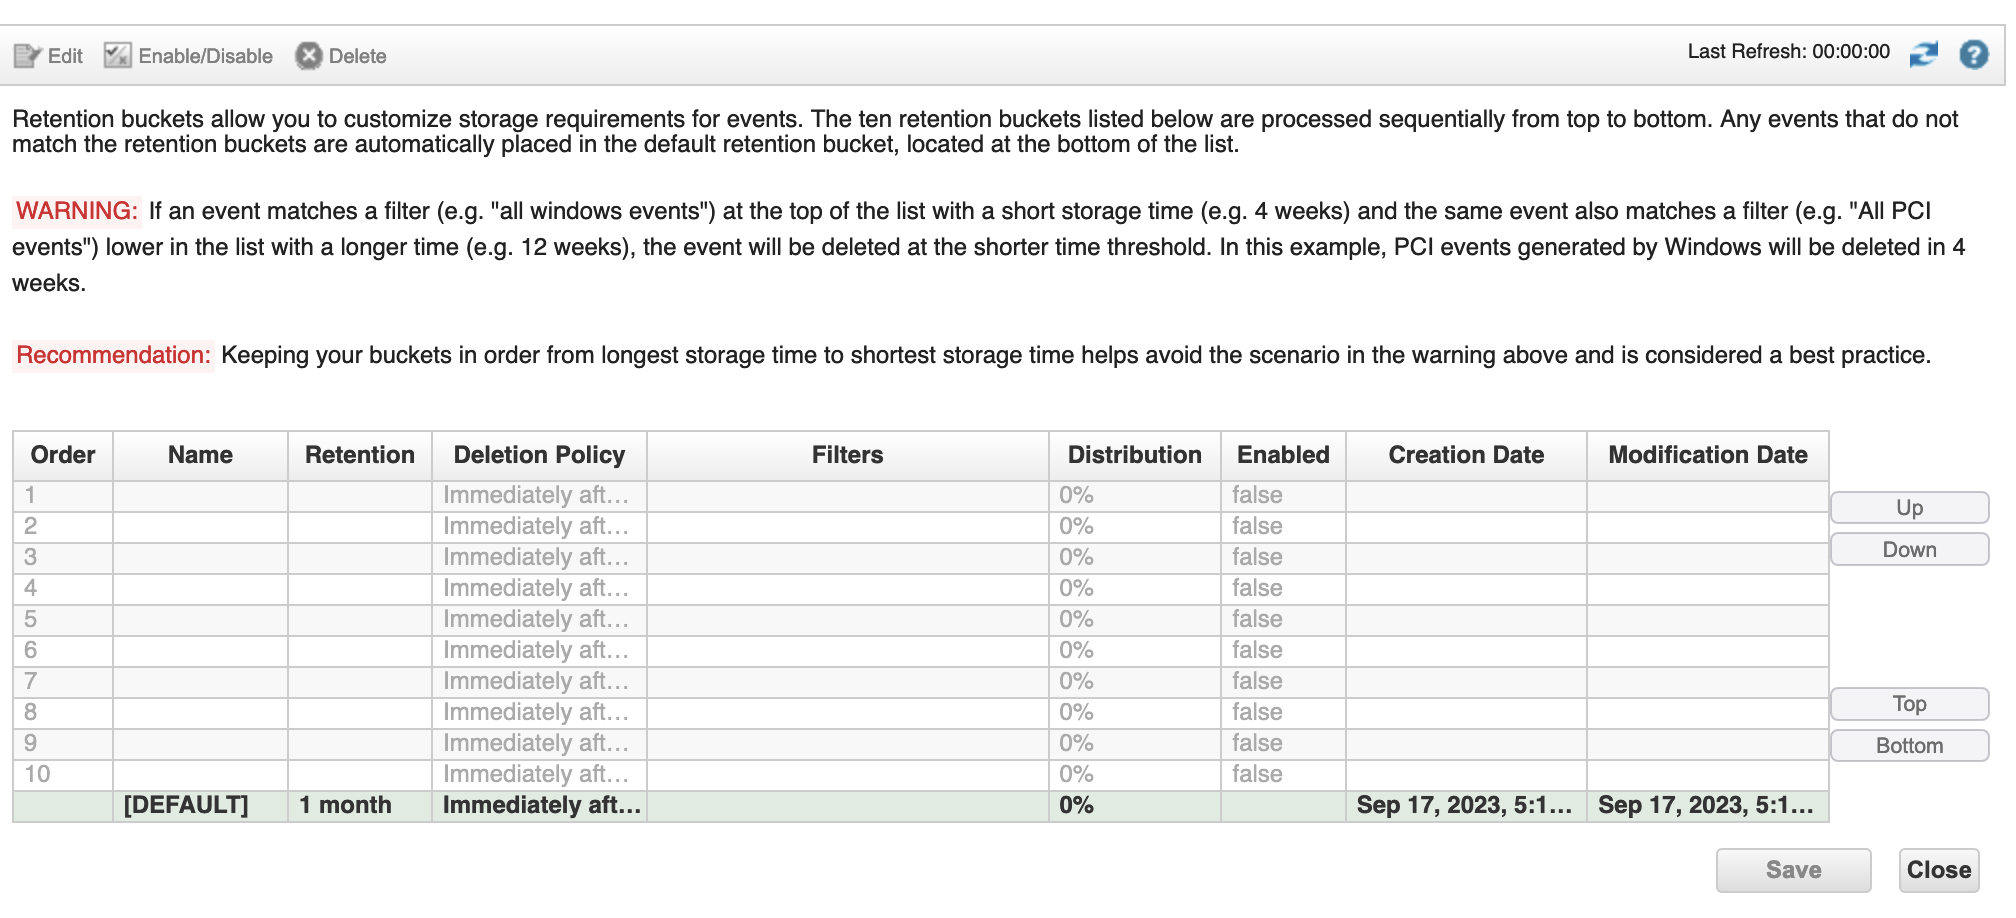 Edit Enable/Disable Delete Last Refresh: 00:00:00
Retention buckets allow you to customize storage requirements for events. The ten retention buckets listed below are processed sequentially from top to bottom. Any events that do not
match the retention buckets are automatically placed in the default retention bucket, located at the bottom of the list.
WARNING: If an event matches a filter (e.g. "all windows events") at the top of the list with a short storage time (e.g. 4 weeks) and the same event also matches a filter (e.g. "All PCI
events") lower in the list with a longer time (e.g. 12 weeks), the event will be deleted at the shorter time threshold. In this example, PCI events generated by Windows will be deleted in 4
weeks.
Recommendation: Keeping your buckets in order from longest storage time to shortest storage time helps avoid the scenario in the warning above and is considered a best practice.
Order Name Retention Deletion Policy Filters Distribution Enabled Creation Date Modification Date
1 Immediately aft... 0% false
2 Immediately aft... 0% false
3 Immediately aft... 0% false
4 Immediately aft... 0% false
5 Immediately aft... 0% false
6 Immediately aft... 0% false
7 Immediately aft... 0% false
8 Immediately aft... 0% false
9 Immediately aft... 0% false
10 Immediately aft... 0% false
[DEFAULT] 1 month Immediately aft... 0% Sep 17, 2023, 5:1... Sep 17, 2023, 5:1...
Up
Down
Top
Bottom
Save Close